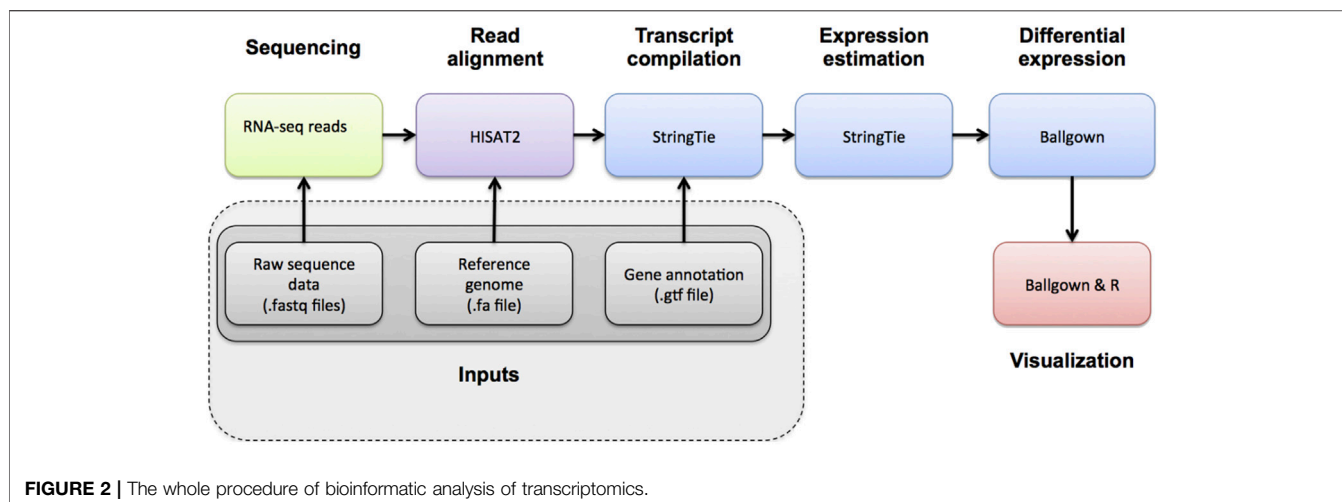 Sequencing
Read
alignment
Transcript
compilation
Expression
estimation
Differential
expression
RNA-seq reads
HISAT2
StringTie
StringTie
Ballgown
Raw sequence
data
(.fastq files)
Reference
genome
(.fa file)
Gene annotation
(.gtf file)
Ballgown & R
Inputs
Visualization
FIGURE 2 | The whole procedure of bioinformatic analysis of transcriptomics.